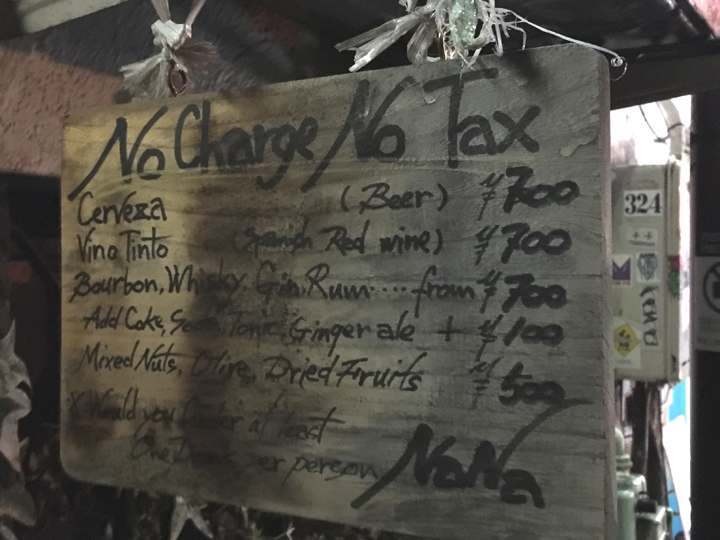 No Charge No Tax
Cerveza (Beer) ¥700
Vino Tinto (Spanish Red wine) ¥700
Bourbon, Whisky, Gin, Rum.... from ¥700
Add Coke, Soda, Tonic, Ginger ale + ¥100
Mixed Nuts, Olive, Dried Fruits ¥500
※ Would you Order at least
One Drink per person NaNa
324